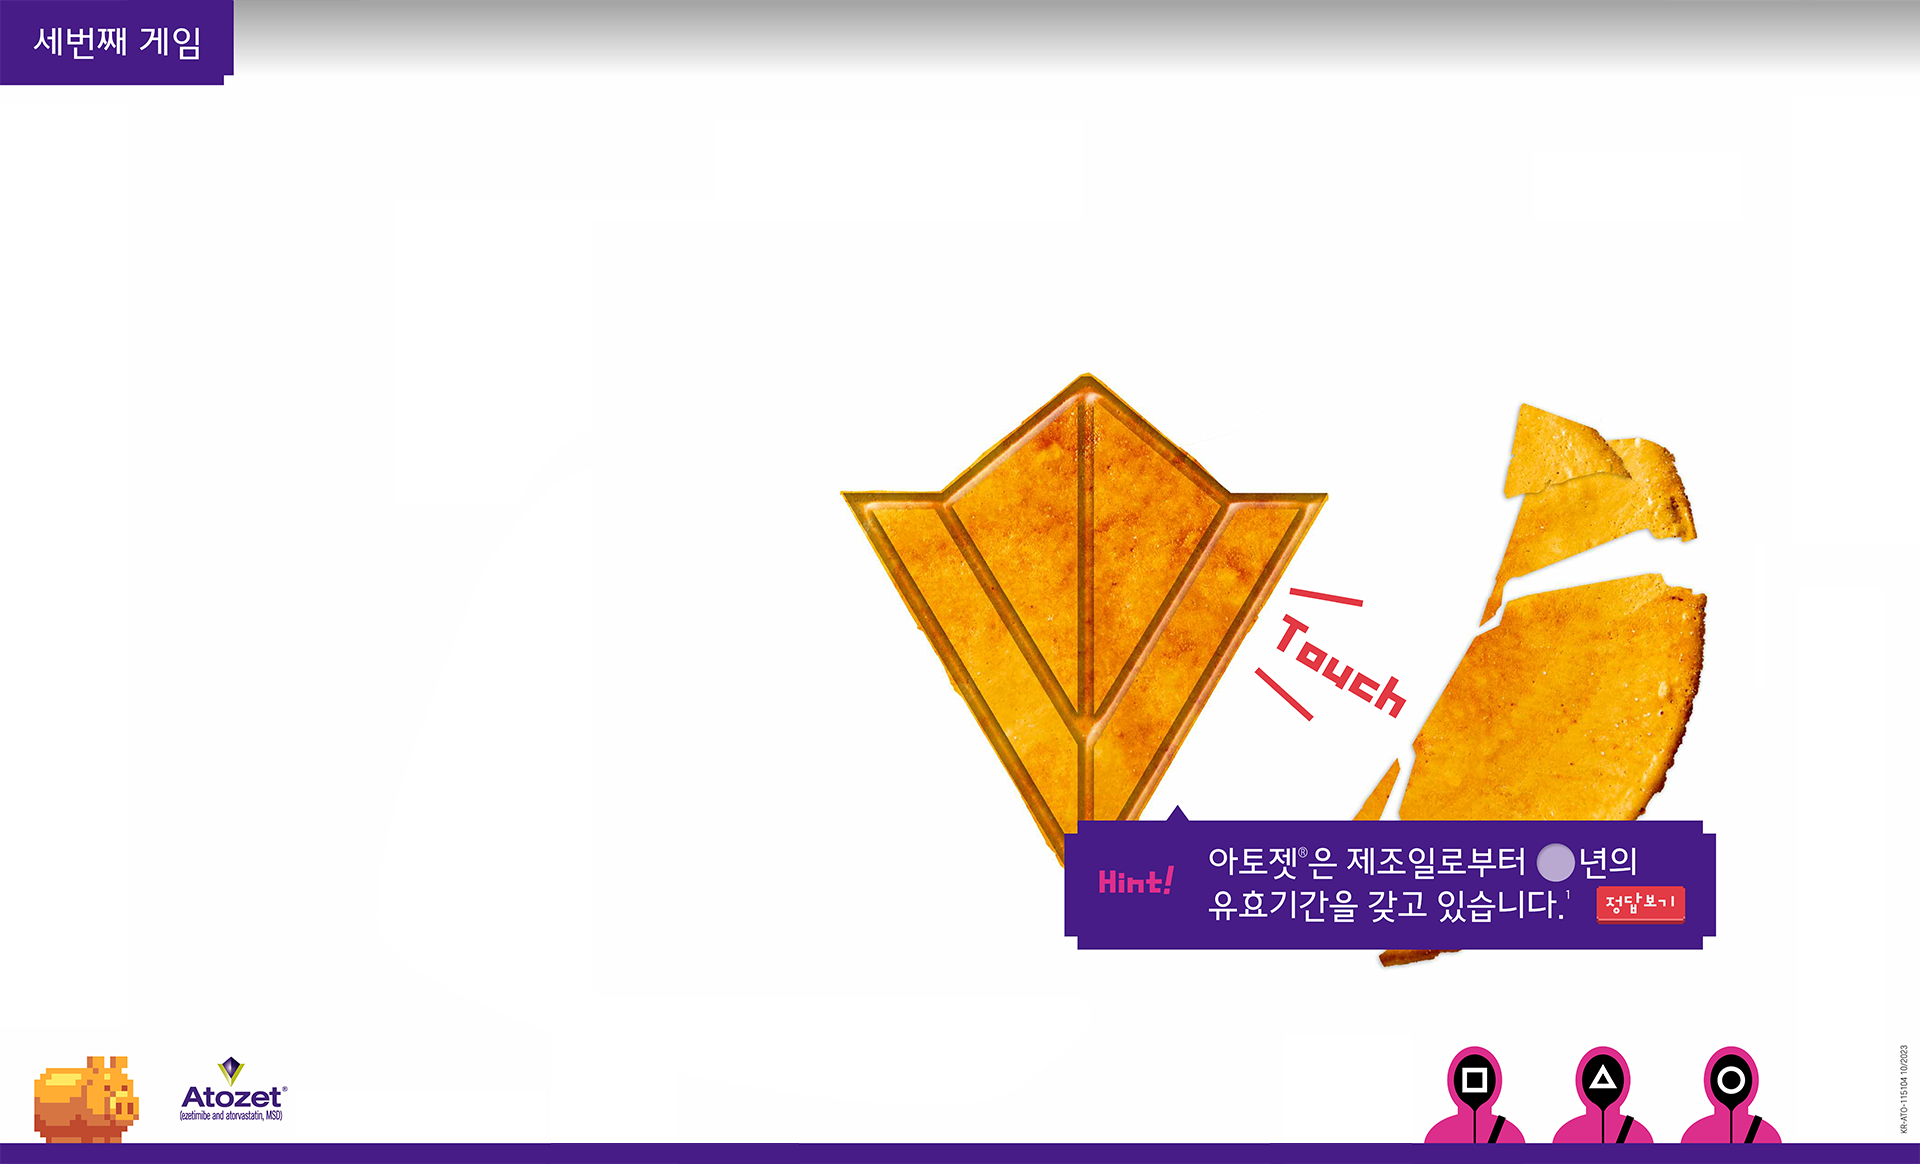 세번째 게임
Touch
Hint!
아토젯®은 제조일로부터 년의
유효기간을 갖고 있습니다.1
정답보기
Atozet®
(ezetimibe and atorvastatin, MSD)
KR-ATO-115104 10/2023